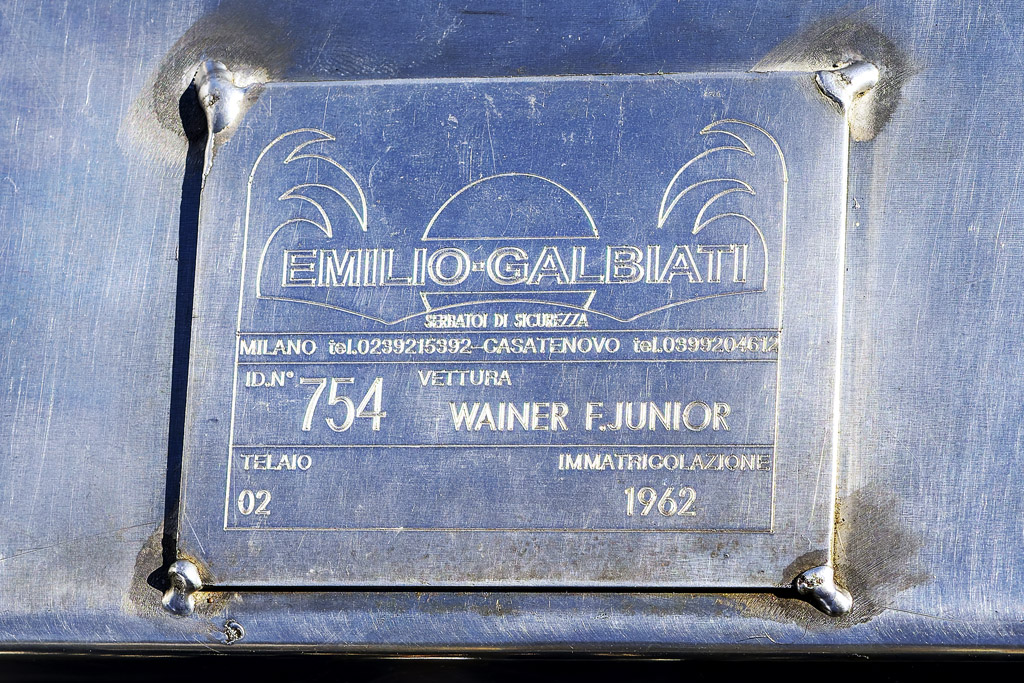 EMILIO-GALBIATI
SERBATOI DI SICUREZZA
MILANO tel.0239215392-CASATENOVO tel.0399204612
ID.N° 754 VETTURA
WAINER F.JUNIOR
TELAIO IMMATRICOLAZIONE
02 1962